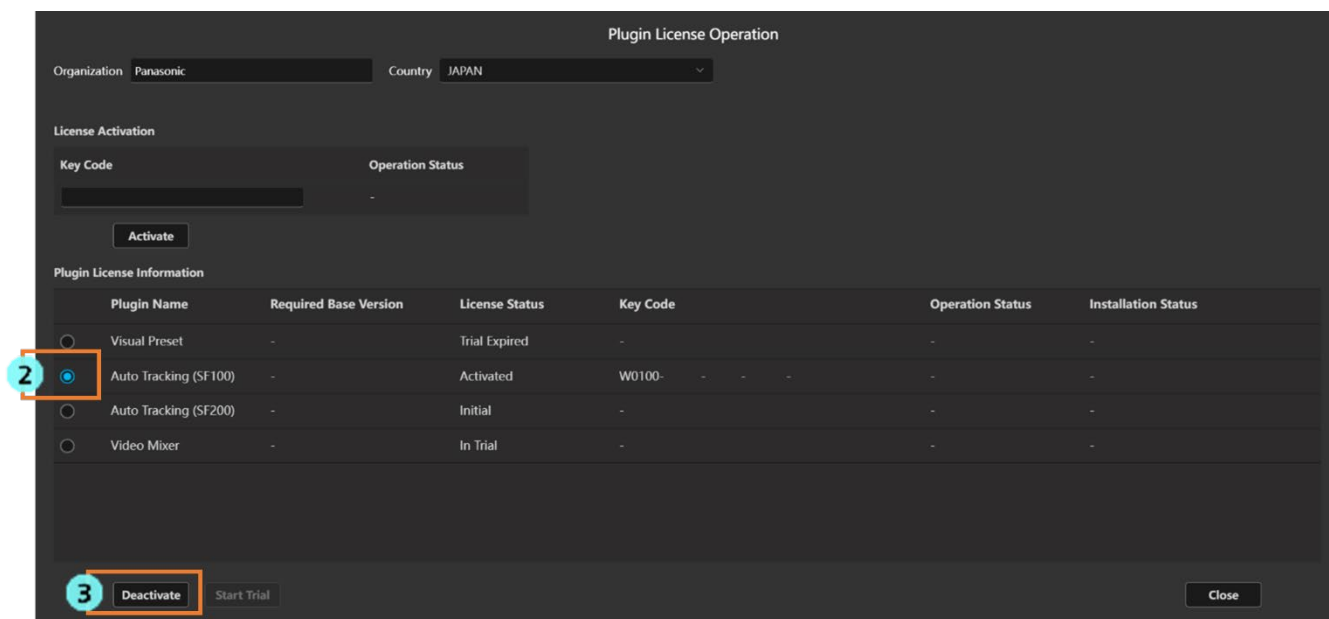 Plugin License Operation
Organization Panasonic Country JAPAN
License Activation
Key Code Operation Status
-
Activate
Plugin License Information
Plugin Name Required Base Version License Status Key Code Operation Status Installation Status
Visual Preset - Trial Expired - - -
2 Auto Tracking (SF100) - Activated W0100- - - - - -
Auto Tracking (SF200) - Initial - - -
Video Mixer - In Trial - - -
3 Deactivate Start Trial Close